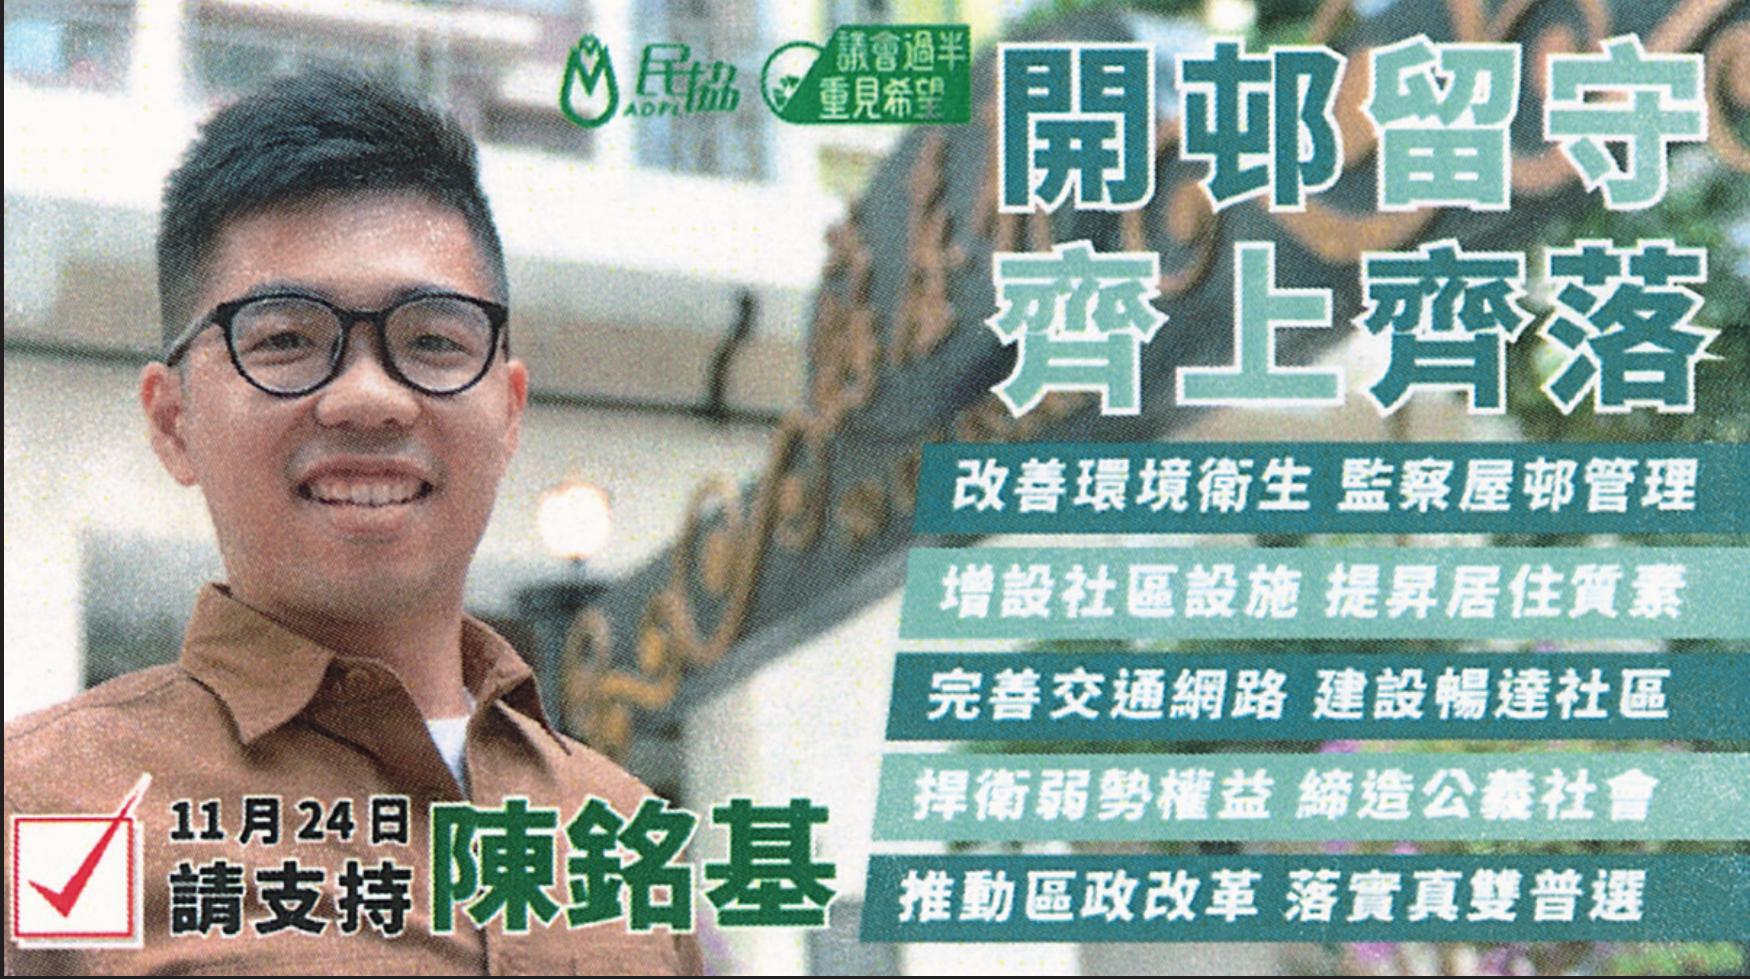 民協
ADPL
議會過半
重見希望
開邨留守
齊上齊落
改善環境衛生 監察屋邨管理
增設社區設施 提昇居住質素
完善交通網路 建設暢達社區
捍衛弱勢權益 締造公義社會
推動區政改革 落實真雙普選
11月24日
請支持
陳銘基